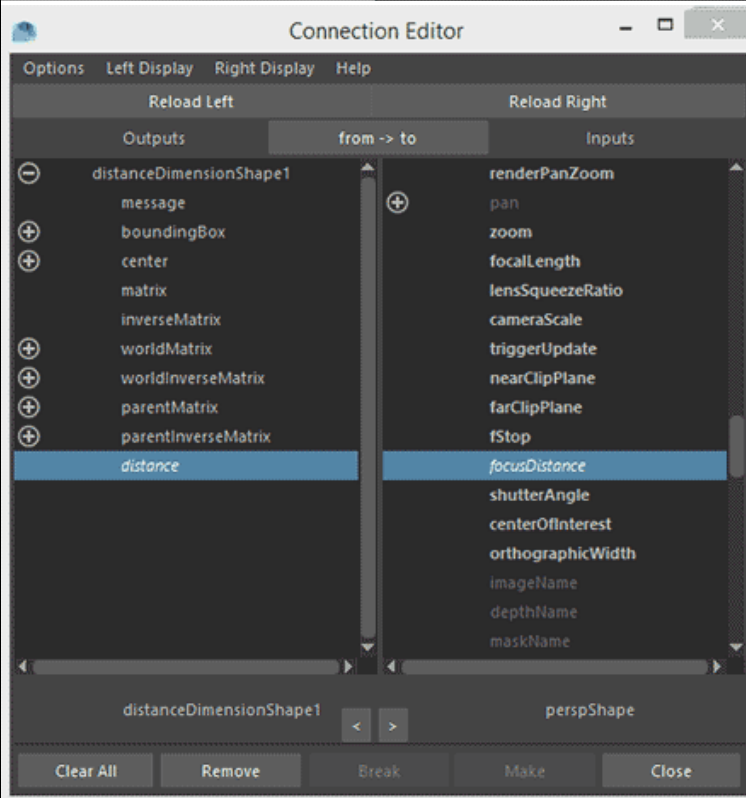 Connection Editor
Options Left Display Right Display Help
Reload Left Reload Right
Outputs from -> to Inputs
distanceDimensionShape1 renderPanZoom
message pan
boundingBox zoom
center focalLength
matrix lensSqueezeRatio
inverseMatrix cameraScale
worldMatrix triggerUpdate
worldInverseMatrix nearClipPlane
parentMatrix farClipPlane
parentInverseMatrix fStop
distance focusDistance
shutterAngle
centerOfInterest
orthographicWidth
imageName
depthName
maskName
distanceDimensionShape1 < > perspShape
Clear All Remove Break Make Close